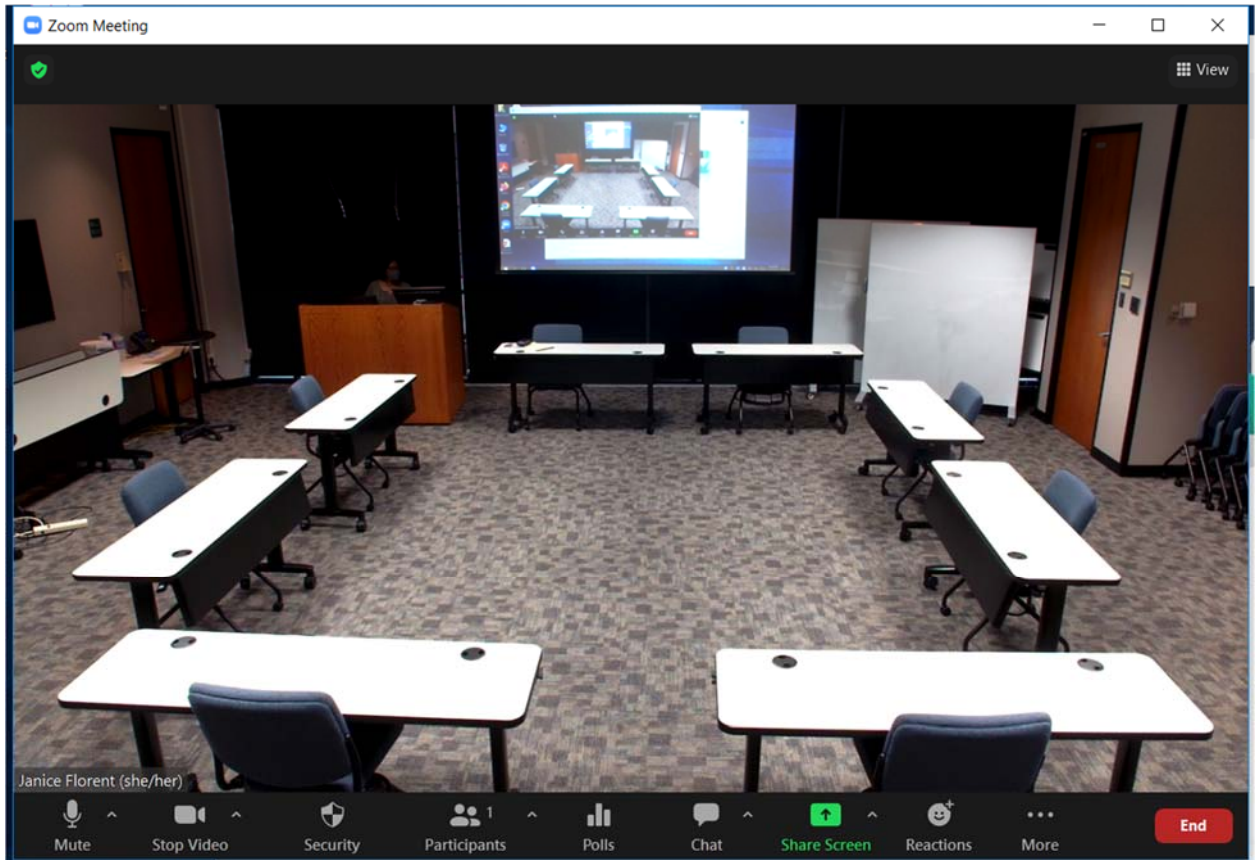 Zoom Meeting
View
Janice Florent (she/her)
Mute
Stop Video
Security
1
Participants
Polls
Chat
Share Screen
Reactions
More
End